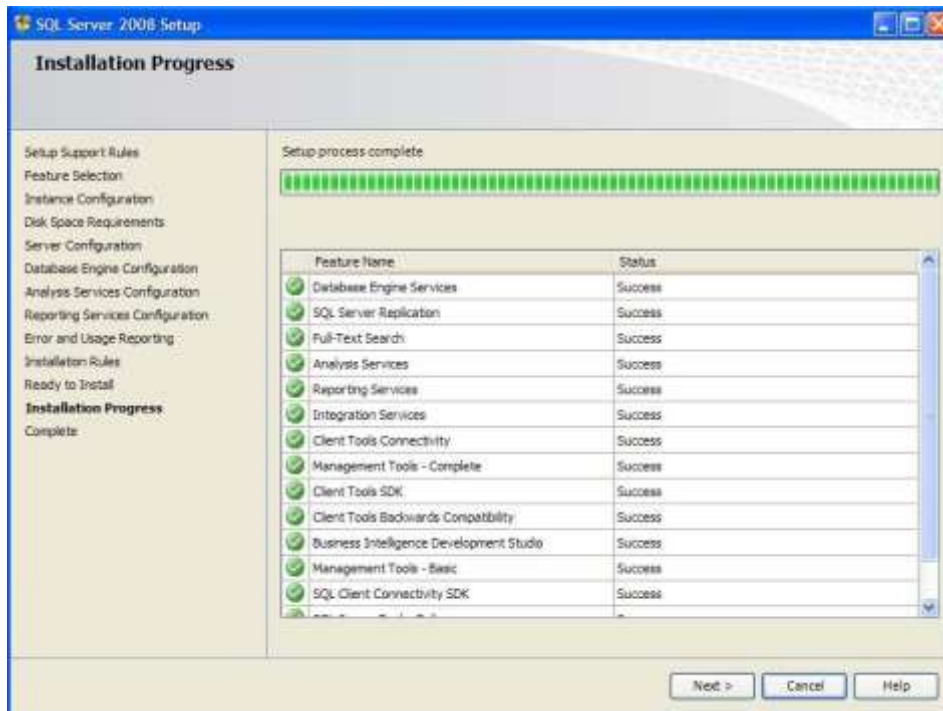 SQL Server 2008 Setup
Installation Progress
Setup Support Rules
Feature Selection
Instance Configuration
Disk Space Requirements
Server Configuration
Database Engine Configuration
Analysis Services Configuration
Reporting Services Configuration
Error and Usage Reporting
Installation Rules
Ready to Install
Installation Progress
Complete
Setup process complete
Feature Name Status
Database Engine Services Success
SQL Server Replication Success
Full-Text Search Success
Analysis Services Success
Reporting Services Success
Integration Services Success
Client Tools Connectivity Success
Management Tools - Complete Success
Client Tools SDK Success
Client Tools Backwards Compatibility Success
Business Intelligence Development Studio Success
Management Tools - Basic Success
SQL Client Connectivity SDK Success
Next > Cancel Help